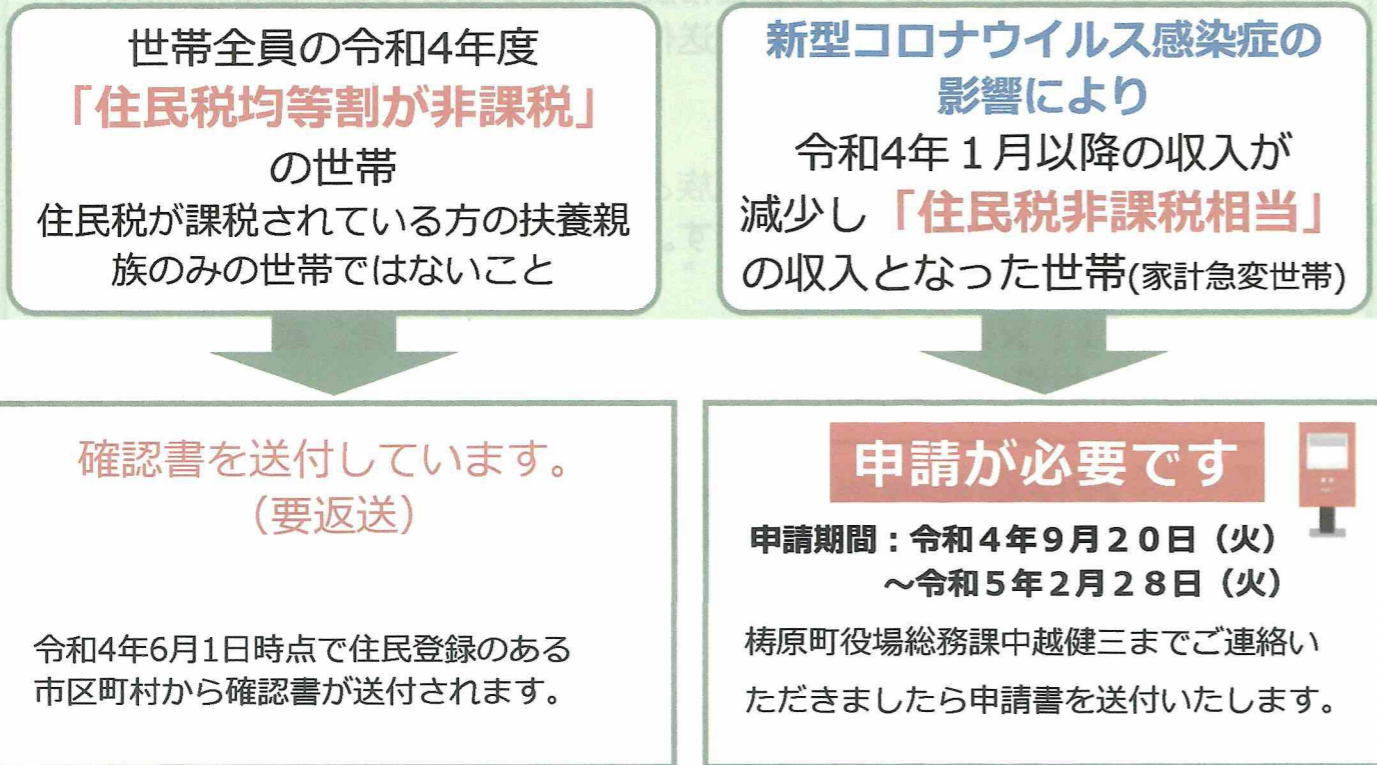 世帯全員の令和4年度
「住民税均等割が非課税」
の世帯
住民税が課税されている方の扶養親
族のみの世帯ではないこと
確認書を送付しています。
（要返送）
令和4年6月1日時点で住民登録のある
市区町村から確認書が送付されます。
新型コロナウイルス感染症の
影響により
令和4年１月以降の収入が
減少し「住民税非課税相当」
の収入となった世帯(家計急変世帯)
申請が必要です
申請期間：令和４年９月２０日（火）
～令和５年２月２８日（火）
梼原町役場総務課中越健三までご連絡い
ただきましたら申請書を送付いたします。